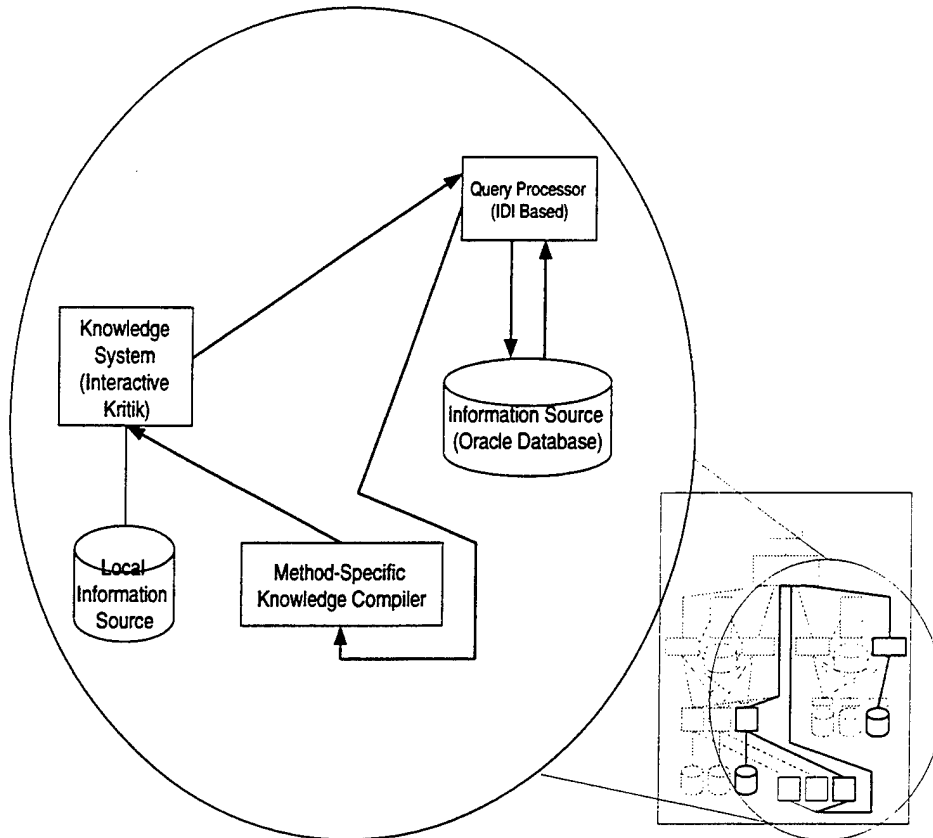 Query Processor
(IDI Based)
Knowledge
System
(Interactive
Kritik)
Information Source
(Oracle Database)
Local
Information
Source
Method-Specific
Knowledge Compiler